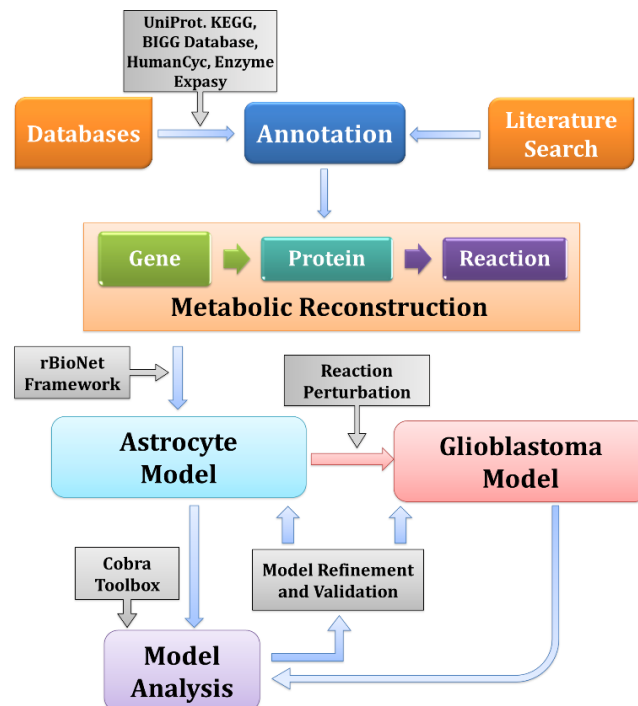 UniProt. KEGG,
BIGG Database,
HumanCyc, Enzyme
Expasy
Databases
Annotation
Literature
Search
Gene
Protein
Reaction
Metabolic Reconstruction
rBioNet
Framework
Reaction
Perturbation
Astrocyte
Model
Glioblastoma
Model
Cobra
Toolbox
Model Refinement
and Validation
Model
Analysis